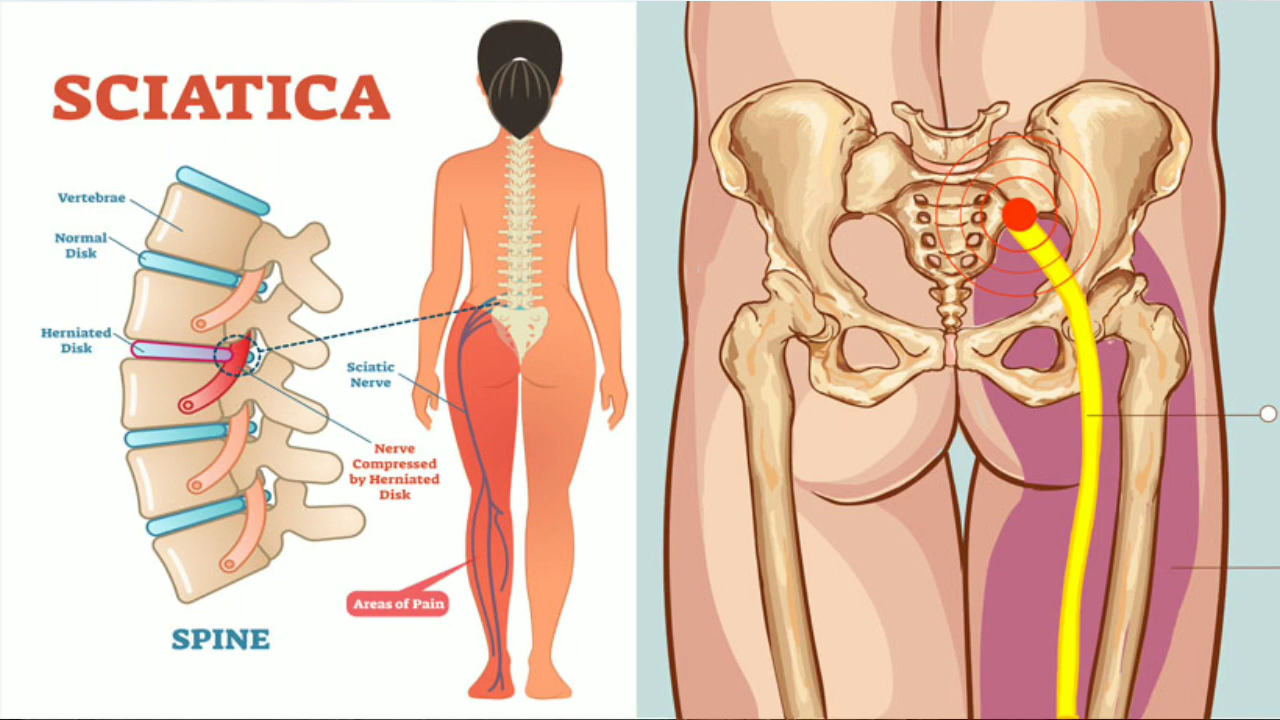 SCIATICA
Vertebrae
Normal
Disk
Herniated
Disk
Sciatic
Nerve
Nerve
Compressed
by Herniated
Disk
Areas of Pain
SPINE